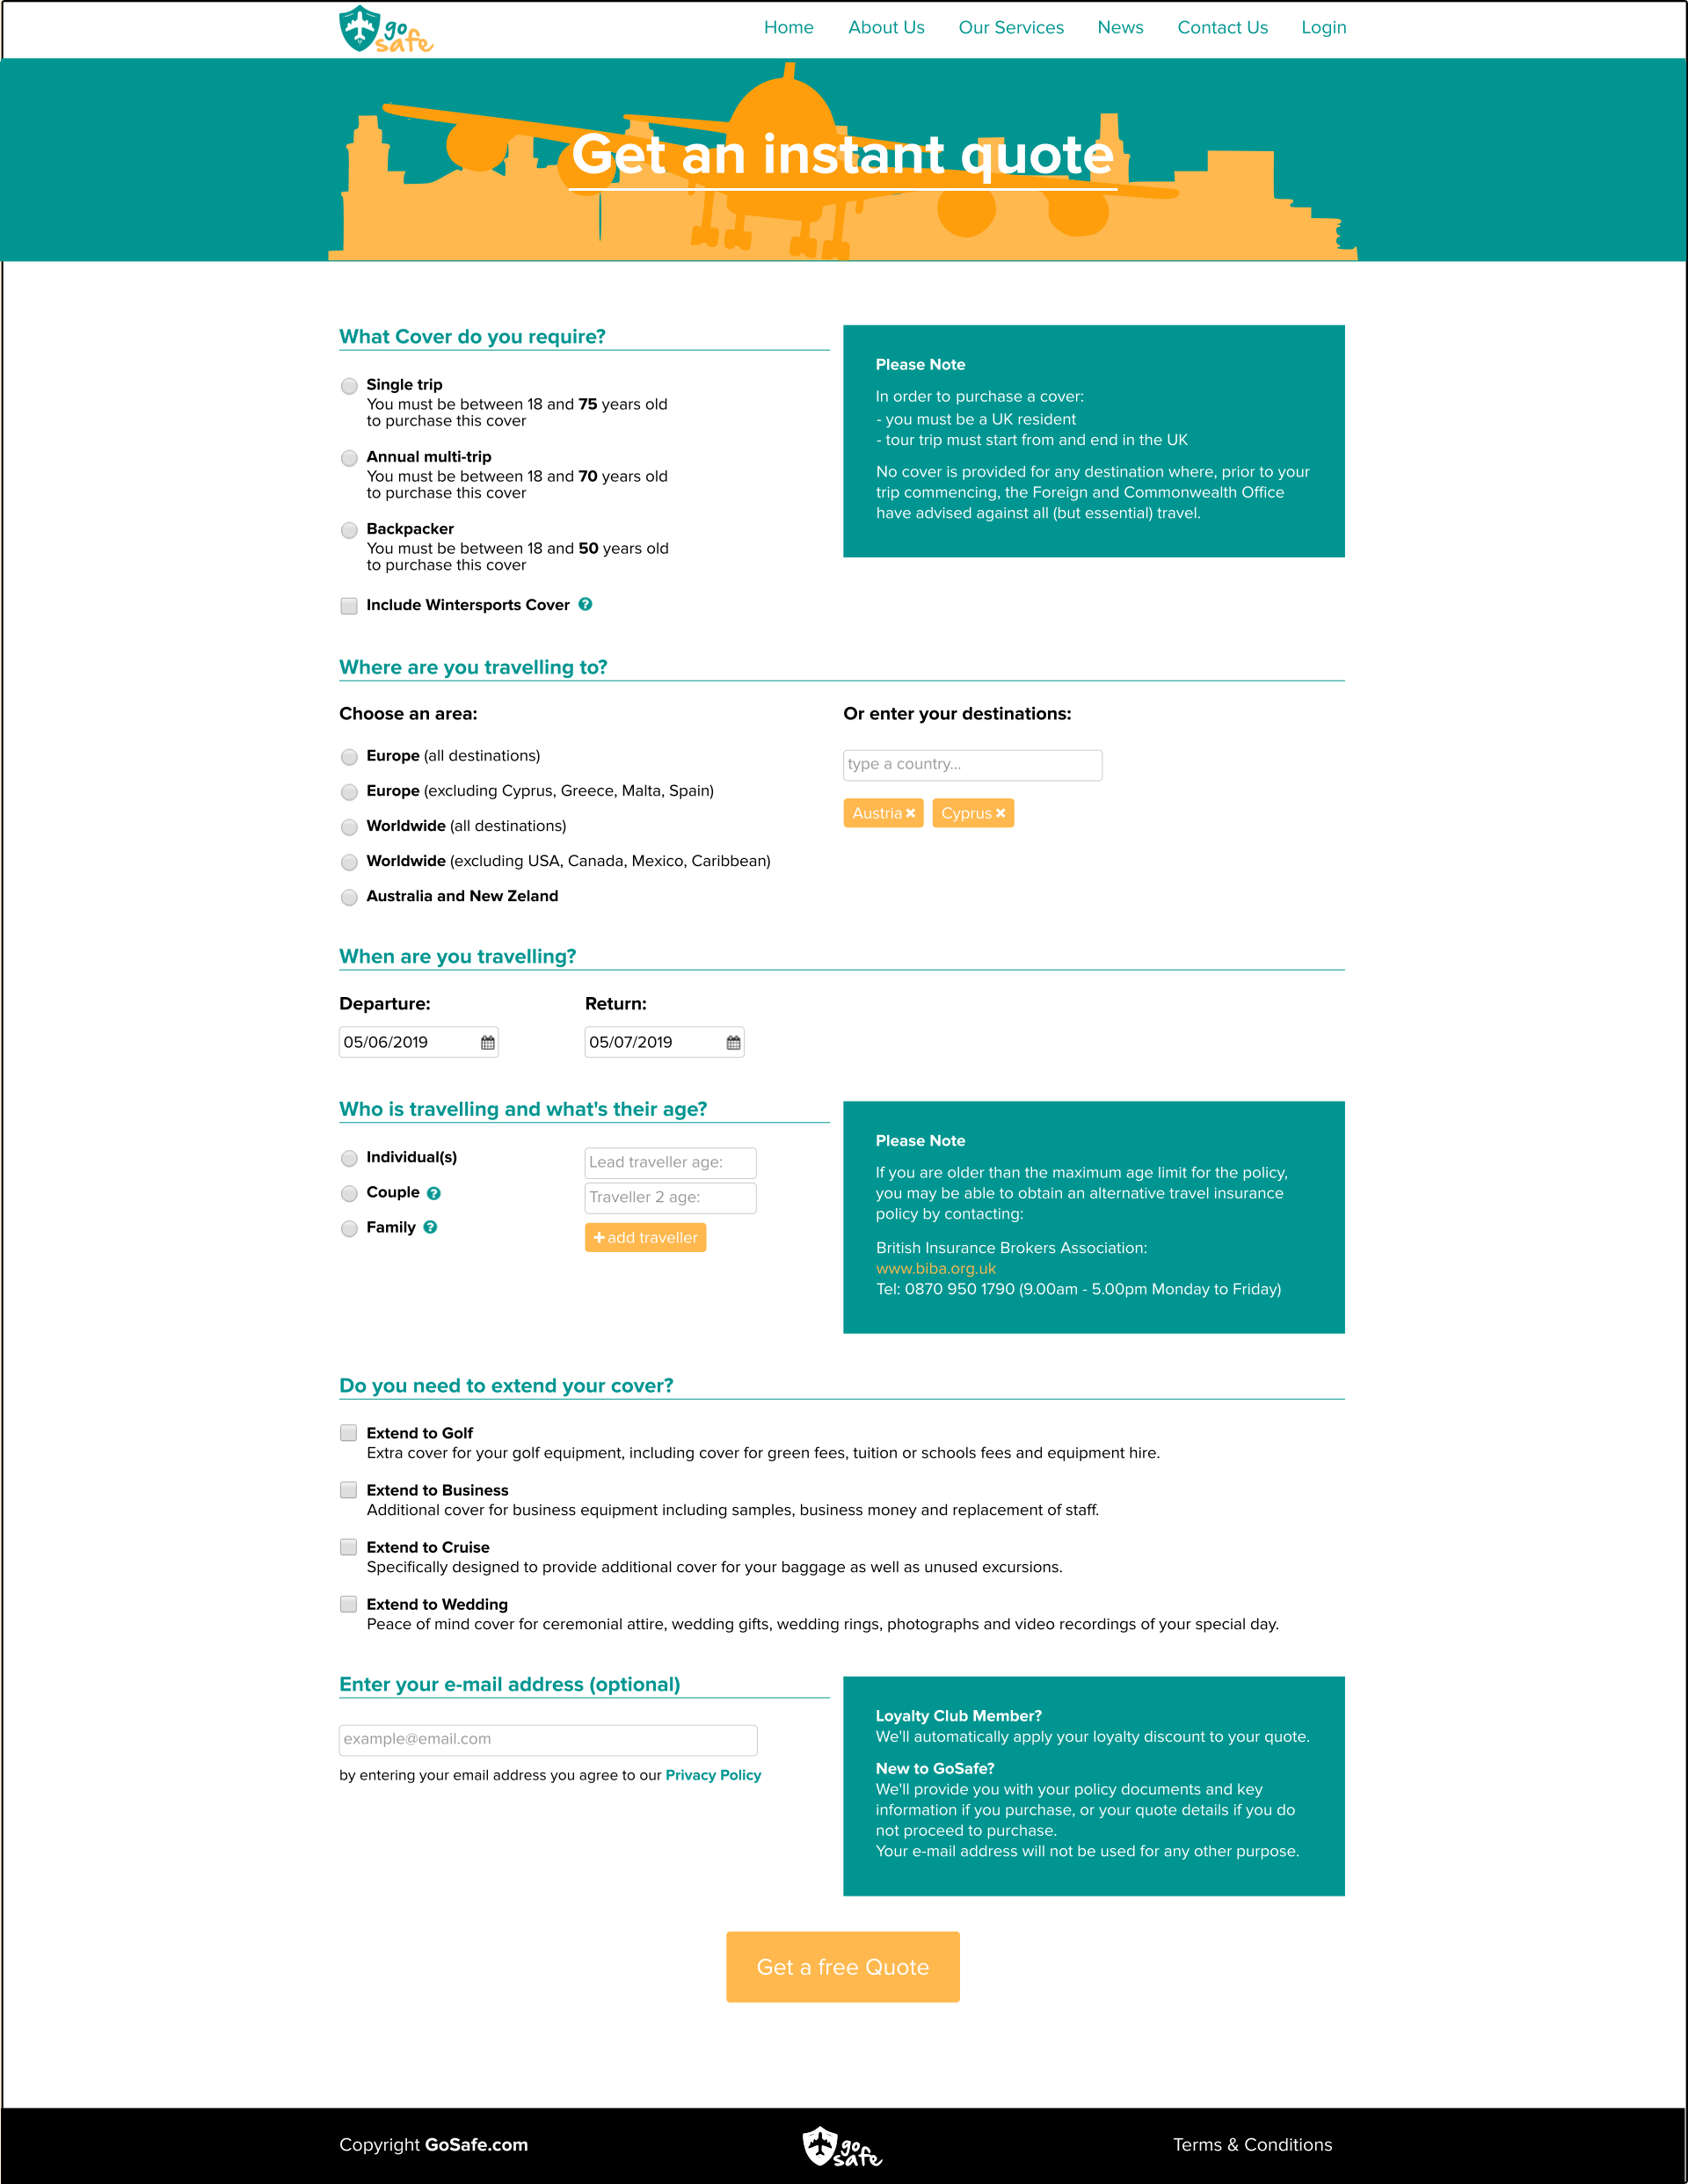 go
safe
Home About Us Our Services News Contact Us Login
Get an instant quote
What Cover do you require?
Single trip
You must be between 18 and 75 years old
to purchase this cover
Annual multi-trip
You must be between 18 and 70 years old
to purchase this cover
Backpacker
You must be between 18 and 50 years old
to purchase this cover
Include Wintersports Cover ?
Please Note
In order to purchase a cover:
- you must be a UK resident
- tour trip must start from and end in the UK
No cover is provided for any destination where, prior to your
trip commencing, the Foreign and Commonwealth Office
have advised against all (but essential) travel.
Where are you travelling to?
Choose an area:
Europe (all destinations)
Europe (excluding Cyprus, Greece, Malta, Spain)
Worldwide (all destinations)
Worldwide (excluding USA, Canada, Mexico, Caribbean)
Australia and New Zeland
Or enter your destinations:
type a country...
Austria × Cyprus ×
When are you travelling?
Departure: Return:
05/06/2019 05/07/2019
Who is travelling and what's their age?
Individual(s)
Couple ?
Family ?
Lead traveller age:
Traveller 2 age:
+ add traveller
Please Note
If you are older than the maximum age limit for the policy,
you may be able to obtain an alternative travel insurance
policy by contacting:
British Insurance Brokers Association:
www.biba.org.uk
Tel: 0870 950 1790 (9.00am - 5.00pm Monday to Friday)
Do you need to extend your cover?
Extend to Golf
Extra cover for your golf equipment, including cover for green fees, tuition or schools fees and equipment hire.
Extend to Business
Additional cover for business equipment including samples, business money and replacement of staff.
Extend to Cruise
Specifically designed to provide additional cover for your baggage as well as unused excursions.
Extend to Wedding
Peace of mind cover for ceremonial attire, wedding gifts, wedding rings, photographs and video recordings of your special day.
Enter your e-mail address (optional)
example@email.com
by entering your email address you agree to our Privacy Policy
Loyalty Club Member?
We'll automatically apply your loyalty discount to your quote.
New to GoSafe?
We'll provide you with your policy documents and key
information if you purchase, or your quote details if you do
not proceed to purchase.
Your e-mail address will not be used for any other purpose.
Get a free Quote
Copyright GoSafe.com
go
safe
Terms & Conditions